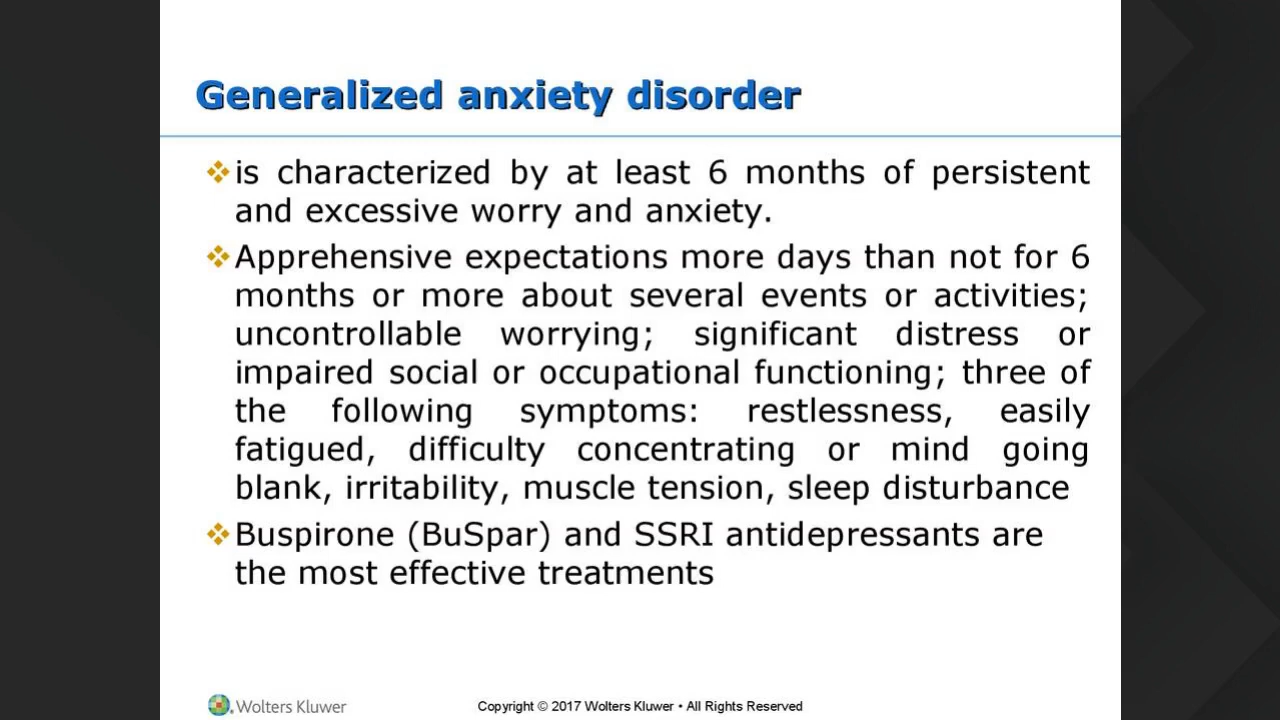 Generalized anxiety disorder
❖is characterized by at least 6 months of persistent
and excessive worry and anxiety.
❖Apprehensive expectations more days than not for 6
months or more about several events or activities;
uncontrollable worrying; significant distress or
impaired social or occupational functioning; three of
the following symptoms: restlessness, easily
fatigued, difficulty concentrating or mind going
blank, irritability, muscle tension, sleep disturbance
❖Buspirone (BuSpar) and SSRI antidepressants are
the most effective treatments
Wolters Kluwer
Copyright © 2017 Wolters Kluwer • All Rights Reserved